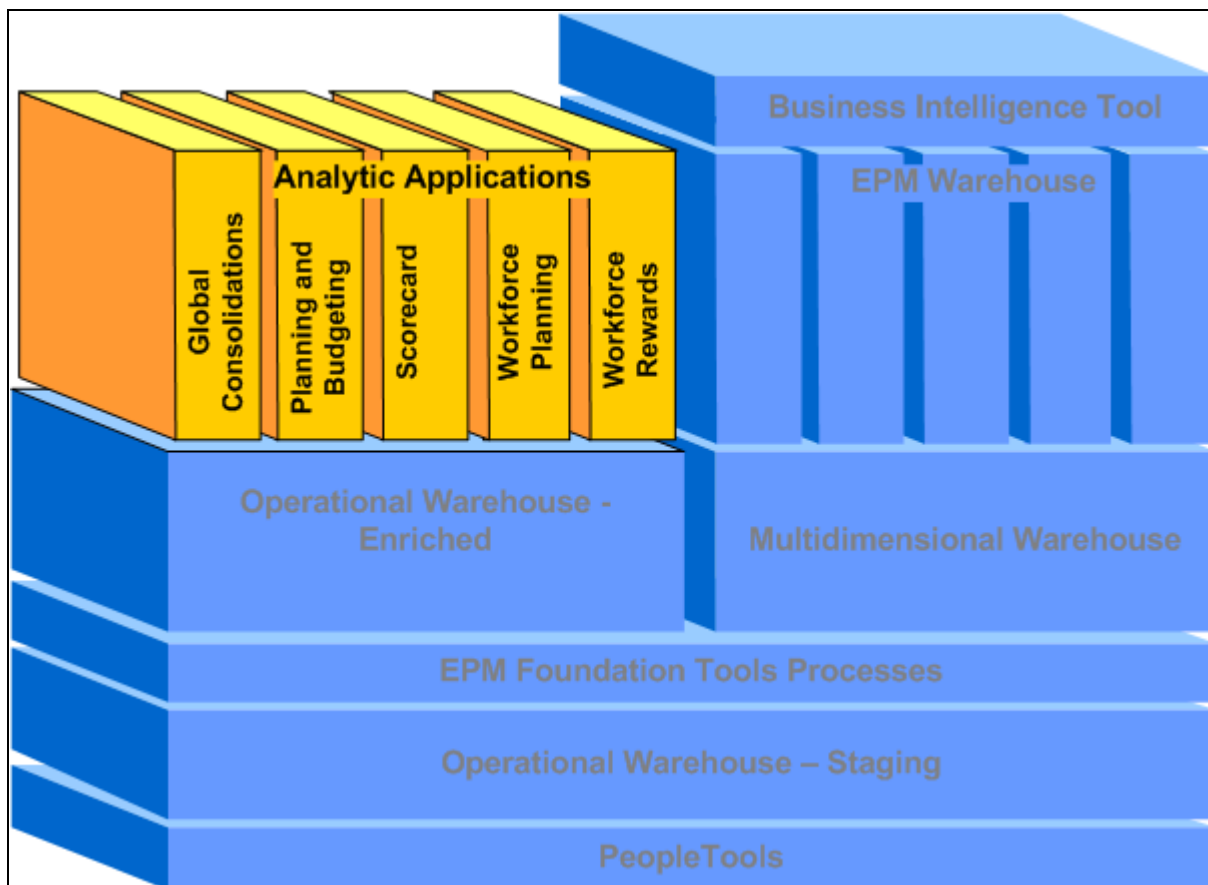 Business Intelligence Tool
EPM Warehouse
Analytic Applications
Global
Consolidations
Planning and
Budgeting
Scorecard
Workforce
Planning
Workforce
Rewards
Operational Warehouse -
Enriched
Multidimensional Warehouse
EPM Foundation Tools Processes
Operational Warehouse – Staging
PeopleTools